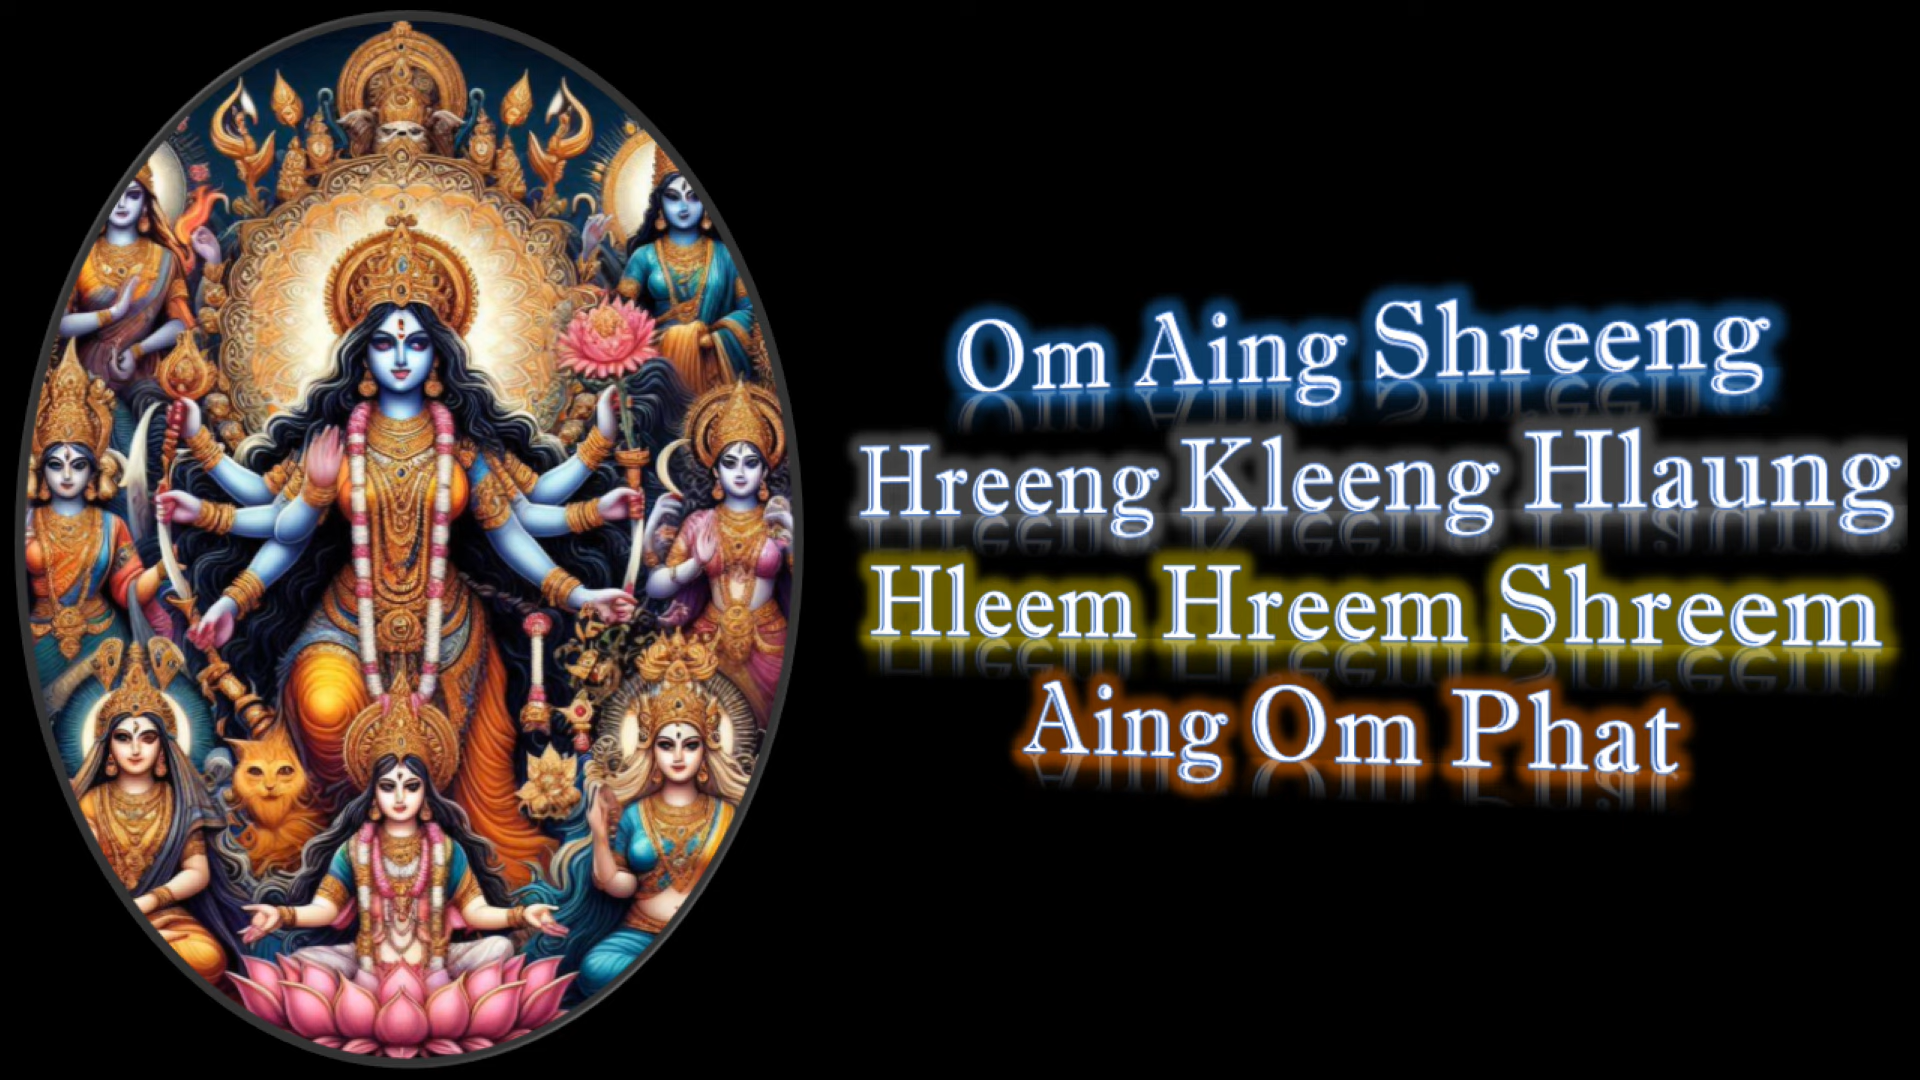 Om Aing Shreeng
Hreeng Kleeng Hlaung
Hleem Hreem Shreem
Aing Om Phat